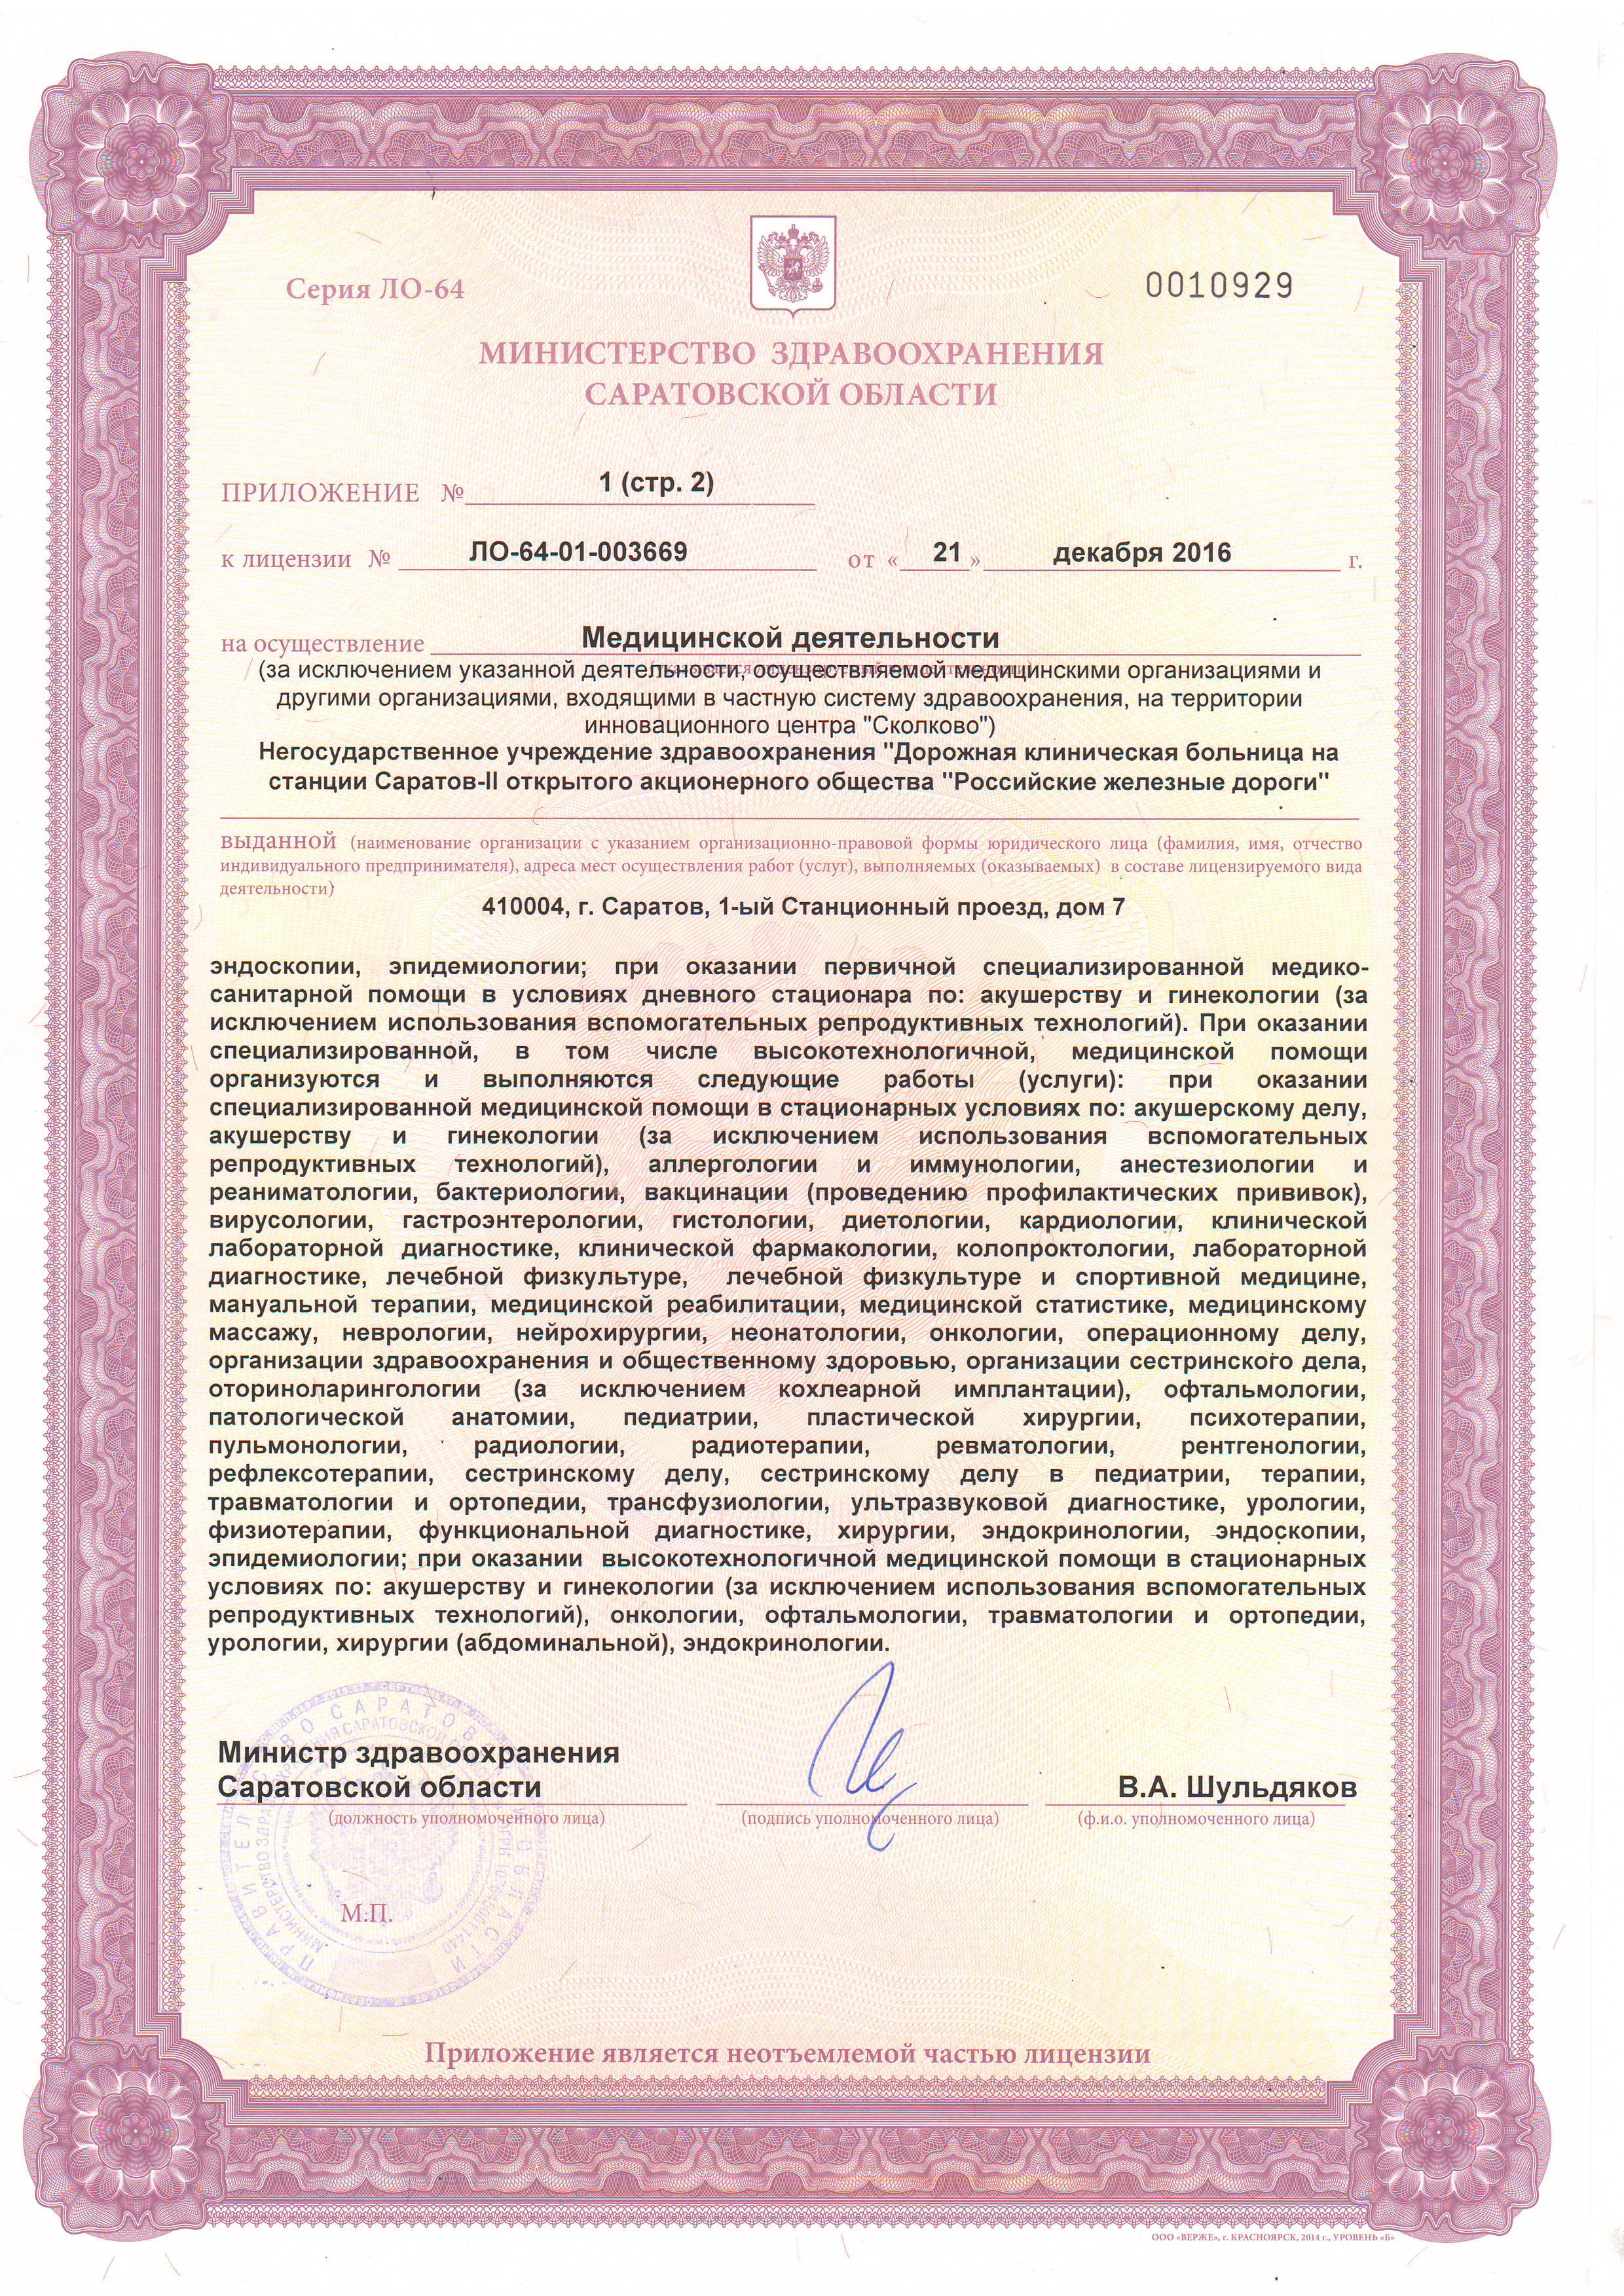 Серия ЛО-64
0010929
МИНИСТЕРСТВО ЗДРАВООХРАНЕНИЯ
САРАТОВСКОЙ ОБЛАСТИ
ПРИЛОЖЕНИЕ № 1 (стр. 2)
к лицензии № ЛО-64-01-003669 от « 21 » декабря 2016 г.
на осуществление Медицинской деятельности
(за исключением указанной деятельности, осуществляемой медицинскими организациями и
другими организациями, входящими в частную систему здравоохранения, на территории
инновационного центра "Сколково")
Негосударственное учреждение здравоохранения "Дорожная клиническая больница на
станции Саратов-II открытого акционерного общества "Российские железные дороги"
выданной (наименование организации с указанием организационно-правовой формы юридического лица (фамилия, имя, отчество
индивидуального предпринимателя), адреса мест осуществления работ (услуг), выполняемых (оказываемых) в составе лицензируемого вида
деятельности)
410004, г. Саратов, 1-ый Станционный проезд, дом 7
эндоскопии, эпидемиологии; при оказании первичной специализированной медико-
санитарной помощи в условиях дневного стационара по: акушерству и гинекологии (за
исключением использования вспомогательных репродуктивных технологий). При оказании
специализированной, в том числе высокотехнологичной, медицинской помощи
организуются и выполняются следующие работы (услуги): при оказании
специализированной медицинской помощи в стационарных условиях по: акушерскому делу,
акушерству и гинекологии (за исключением использования вспомогательных
репродуктивных технологий), аллергологии и иммунологии, анестезиологии и
реаниматологии, бактериологии, вакцинации (проведению профилактических прививок),
вирусологии, гастроэнтерологии, гистологии, диетологии, кардиологии, клинической
лабораторной диагностике, клинической фармакологии, колопроктологии, лабораторной
диагностике, лечебной физкультуре, лечебной физкультуре и спортивной медицине,
мануальной терапии, медицинской реабилитации, медицинской статистике, медицинскому
массажу, неврологии, нейрохирургии, неонатологии, онкологии, операционному делу,
организации здравоохранения и общественному здоровью, организации сестринского дела,
оториноларингологии (за исключением кохлеарной имплантации), офтальмологии,
патологической анатомии, педиатрии, пластической хирургии, психотерапии,
пульмонологии, радиологии, радиотерапии, ревматологии, рентгенологии,
рефлексотерапии, сестринскому делу, сестринскому делу в педиатрии, терапии,
травматологии и ортопедии, трансфузиологии, ультразвуковой диагностике, урологии,
физиотерапии, функциональной диагностике, хирургии, эндокринологии, эндоскопии,
эпидемиологии; при оказании высокотехнологичной медицинской помощи в стационарных
условиях по: акушерству и гинекологии (за исключением использования вспомогательных
репродуктивных технологий), онкологии, офтальмологии, травматологии и ортопедии,
урологии, хирургии (абдоминальной), эндокринологии.
Министр здравоохранения
Саратовской области
В.А. Шульдяков
(должность уполномоченного лица)
(подпись уполномоченного лица)
(ф.и.о. уполномоченного лица)
М.П.
Приложение является неотъемлемой частью лицензии
ООО «ВЕРЖЕ», г. КРАСНОЯРСК, 2014 г., УРОВЕНЬ «Б»